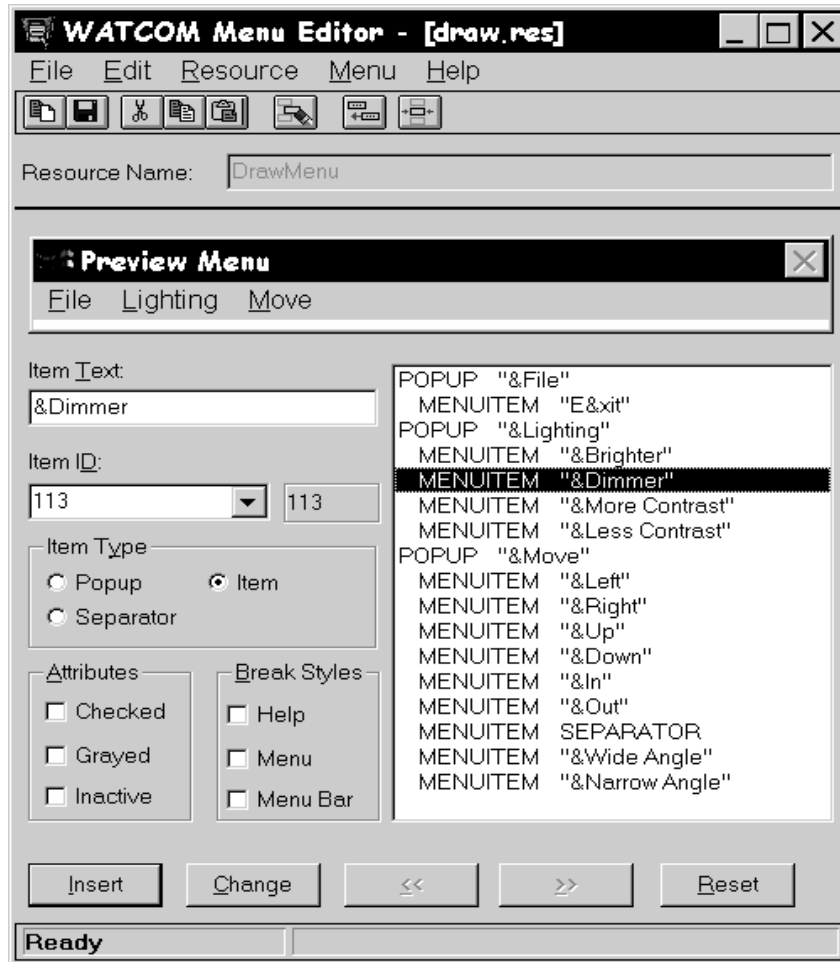 WATCOM Menu Editor - [draw.res]
File Edit Resource Menu Help
Resource Name: DrawMenu
Preview Menu
File Lighting Move
Item Text:
&Dimmer
Item ID:
113 113
Item Type
Popup Item
Separator
Attributes
Checked
Grayed
Inactive
Break Styles
Help
Menu
Menu Bar
POPUP "&File"
MENUITEM "E&xit"
POPUP "&Lighting"
MENUITEM "&Brighter"
MENUITEM "&Dimmer"
MENUITEM "&More Contrast"
MENUITEM "&Less Contrast"
POPUP "&Move"
MENUITEM "&Left"
MENUITEM "&Right"
MENUITEM "&Up"
MENUITEM "&Down"
MENUITEM "&In"
MENUITEM "&Out"
MENUITEM SEPARATOR
MENUITEM "&Wide Angle"
MENUITEM "&Narrow Angle"
Insert Change << >> Reset
Ready